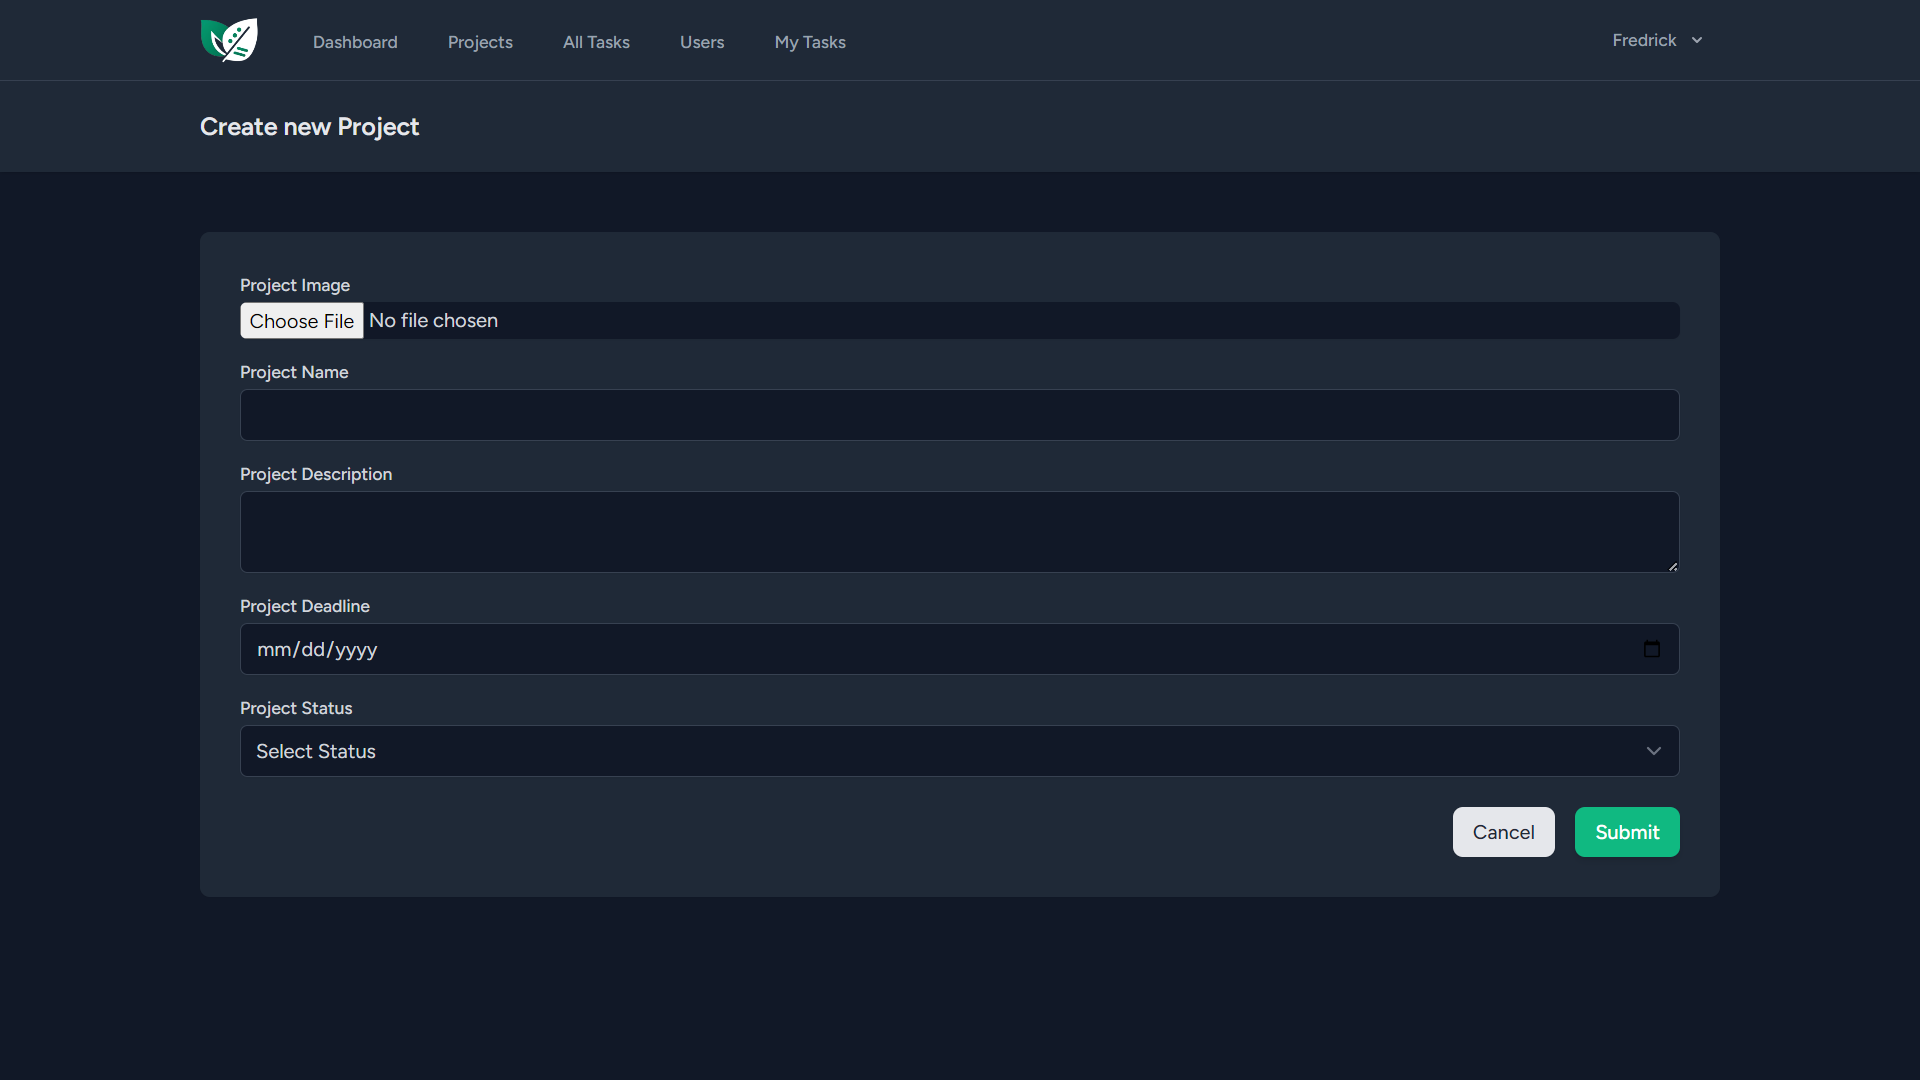 Dashboard Projects All Tasks Users My Tasks Fredrick
Create new Project
Project Image
Choose File No file chosen
Project Name
Project Description
Project Deadline
mm/dd/yyyy
Project Status
Select Status
Cancel Submit